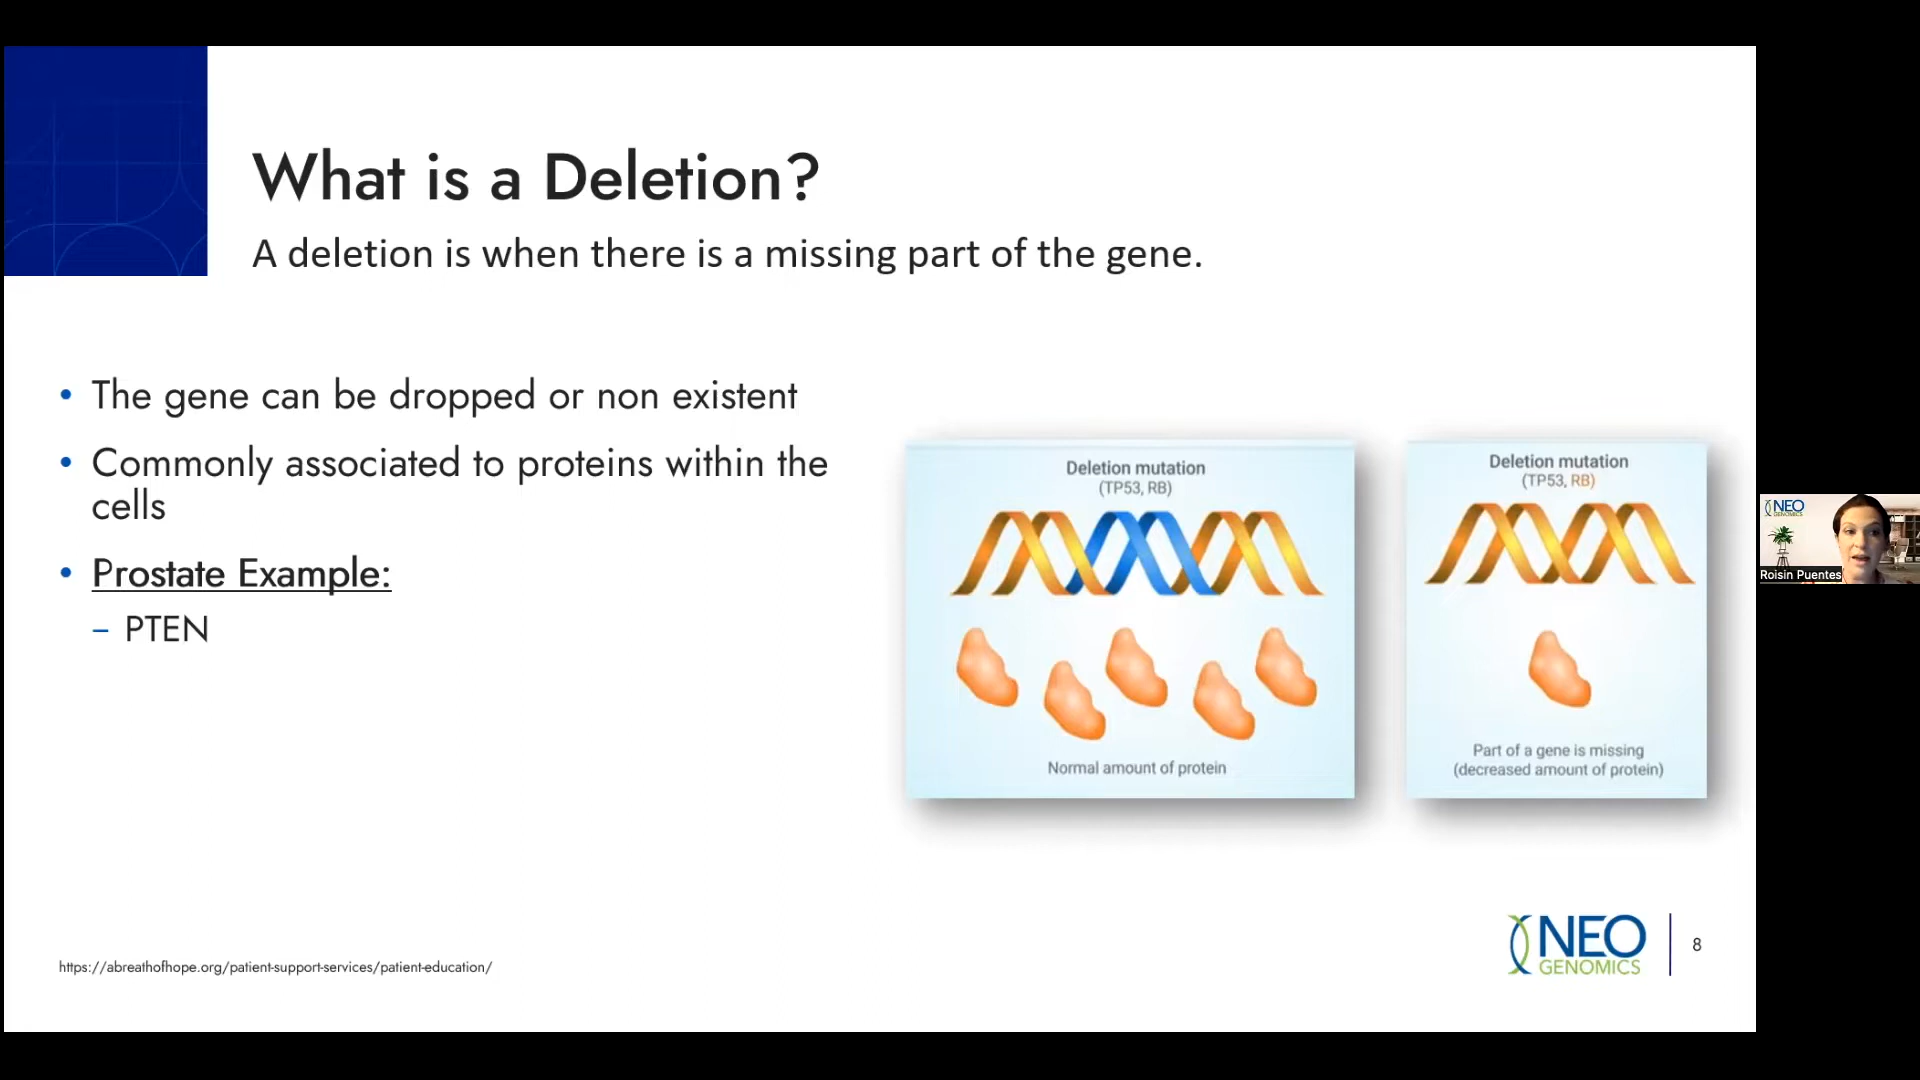 What is a Deletion?
A deletion is when there is a missing part of the gene.
• The gene can be dropped or non existent
• Commonly associated to proteins within the
cells
• Prostate Example:
– PTEN
Deletion mutation
(TP53, RB)
Normal amount of protein
Deletion mutation
(TP53, RB)
Part of a gene is missing
(decreased amount of protein)
NEO
GENOMICS
Roisin Puentes
https://abreathofhope.org/patient-support-services/patient-education/
NEO
GENOMICS
8